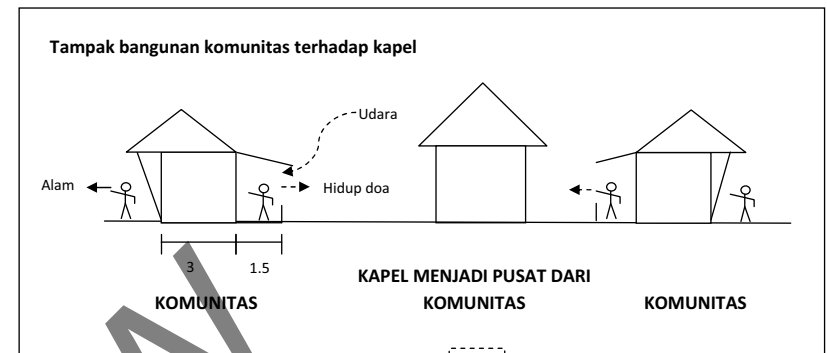 Tampak bangunan komunitas terhadap kapel
Udara
Alam
Hidup doa
3
1.5
KAPEL MENJADI PUSAT DARI
KOMUNITAS
KOMUNITAS
KOMUNITAS